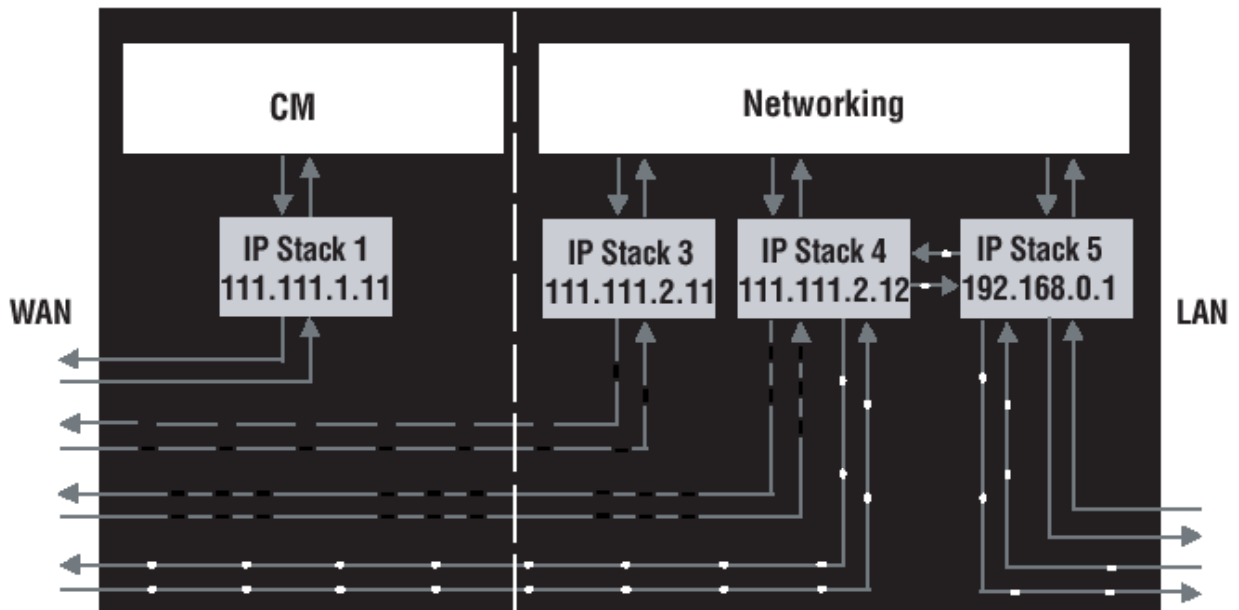 CM
Networking
IP Stack 1
111.111.1.11
IP Stack 3
111.111.2.11
IP Stack 4
111.111.2.12
IP Stack 5
192.168.0.1
WAN
LAN